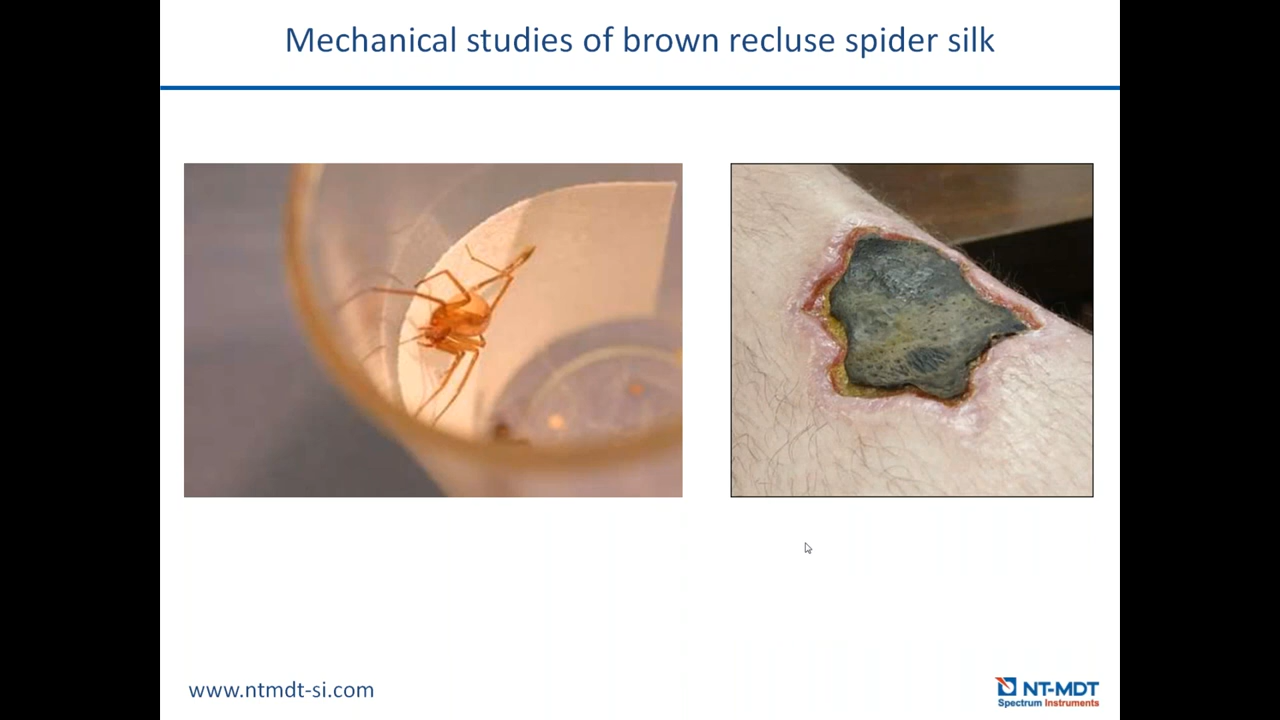 Mechanical studies of brown recluse spider silk
www.ntmdt-si.com
NT-MDT
Spectrum Instruments